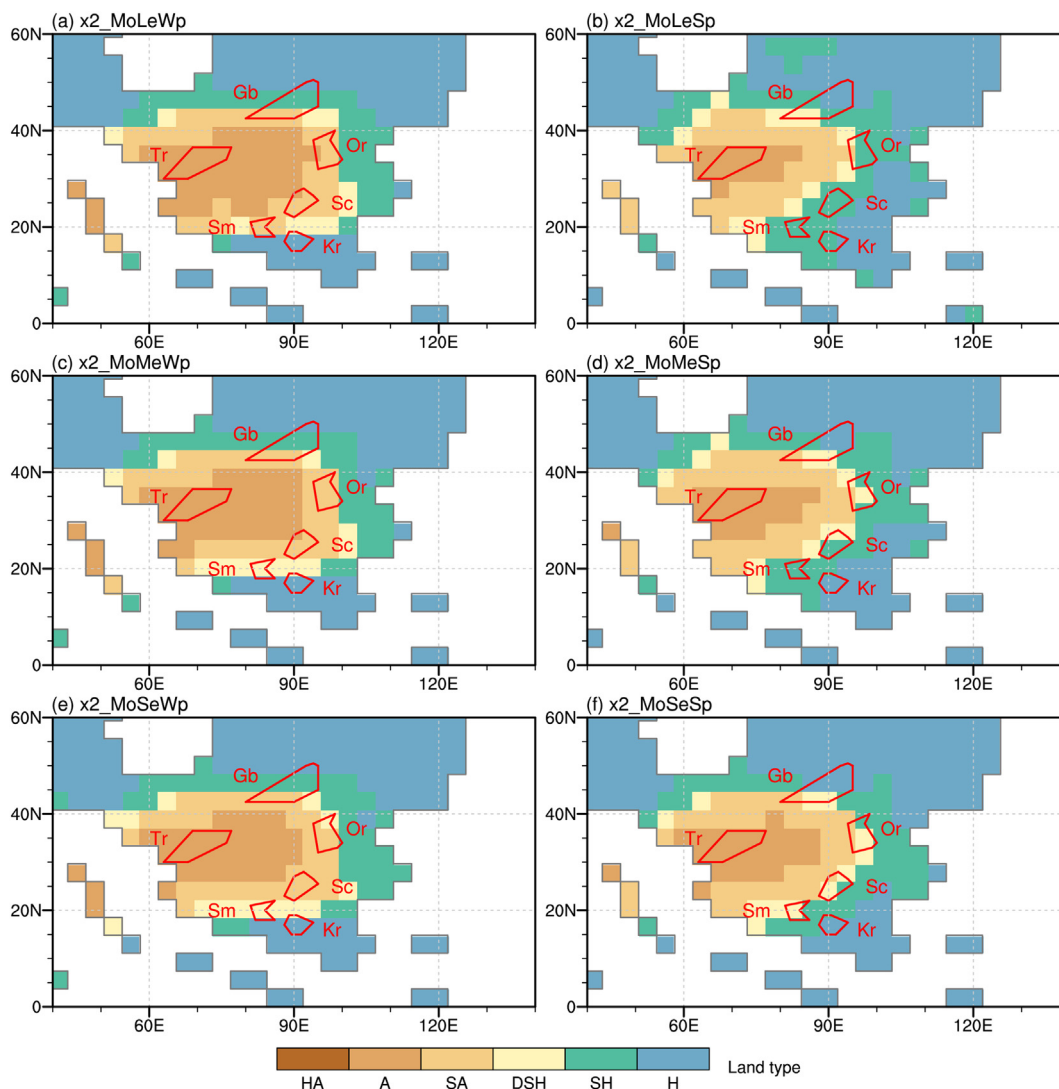 (a) x2_MoLeWp
(b) x2_MoLeSp
60N
40N
20N
0
60E
90E
120E
60N
40N
20N
0
60E
90E
120E
Gb
Tr
Or
Sc
Sm
Kr
Gb
Tr
Or
Sc
Sm
Kr
(c) x2_MoMeWp
(d) x2_MoMeSp
60N
40N
20N
0
60E
90E
120E
60N
40N
20N
0
60E
90E
120E
Gb
Tr
Or
Sc
Sm
Kr
Gb
Tr
Or
Sc
Sm
Kr
(e) x2_MoSeWp
(f) x2_MoSeSp
60N
40N
20N
0
60E
90E
120E
60N
40N
20N
0
60E
90E
120E
Gb
Tr
Or
Sc
Sm
Kr
Gb
Tr
Or
Sc
Sm
Kr
HA A SA DSH SH H Land type